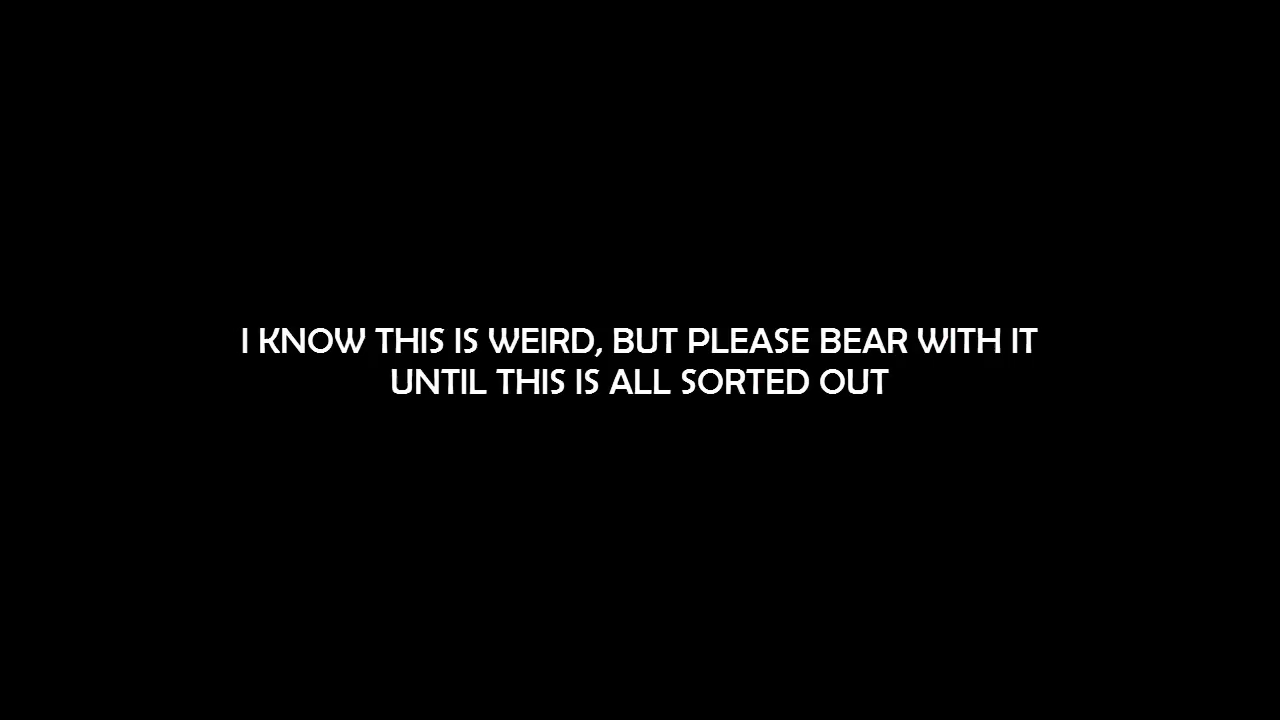 I KNOW THIS IS WEIRD, BUT PLEASE BEAR WITH IT
UNTIL THIS IS ALL SORTED OUT